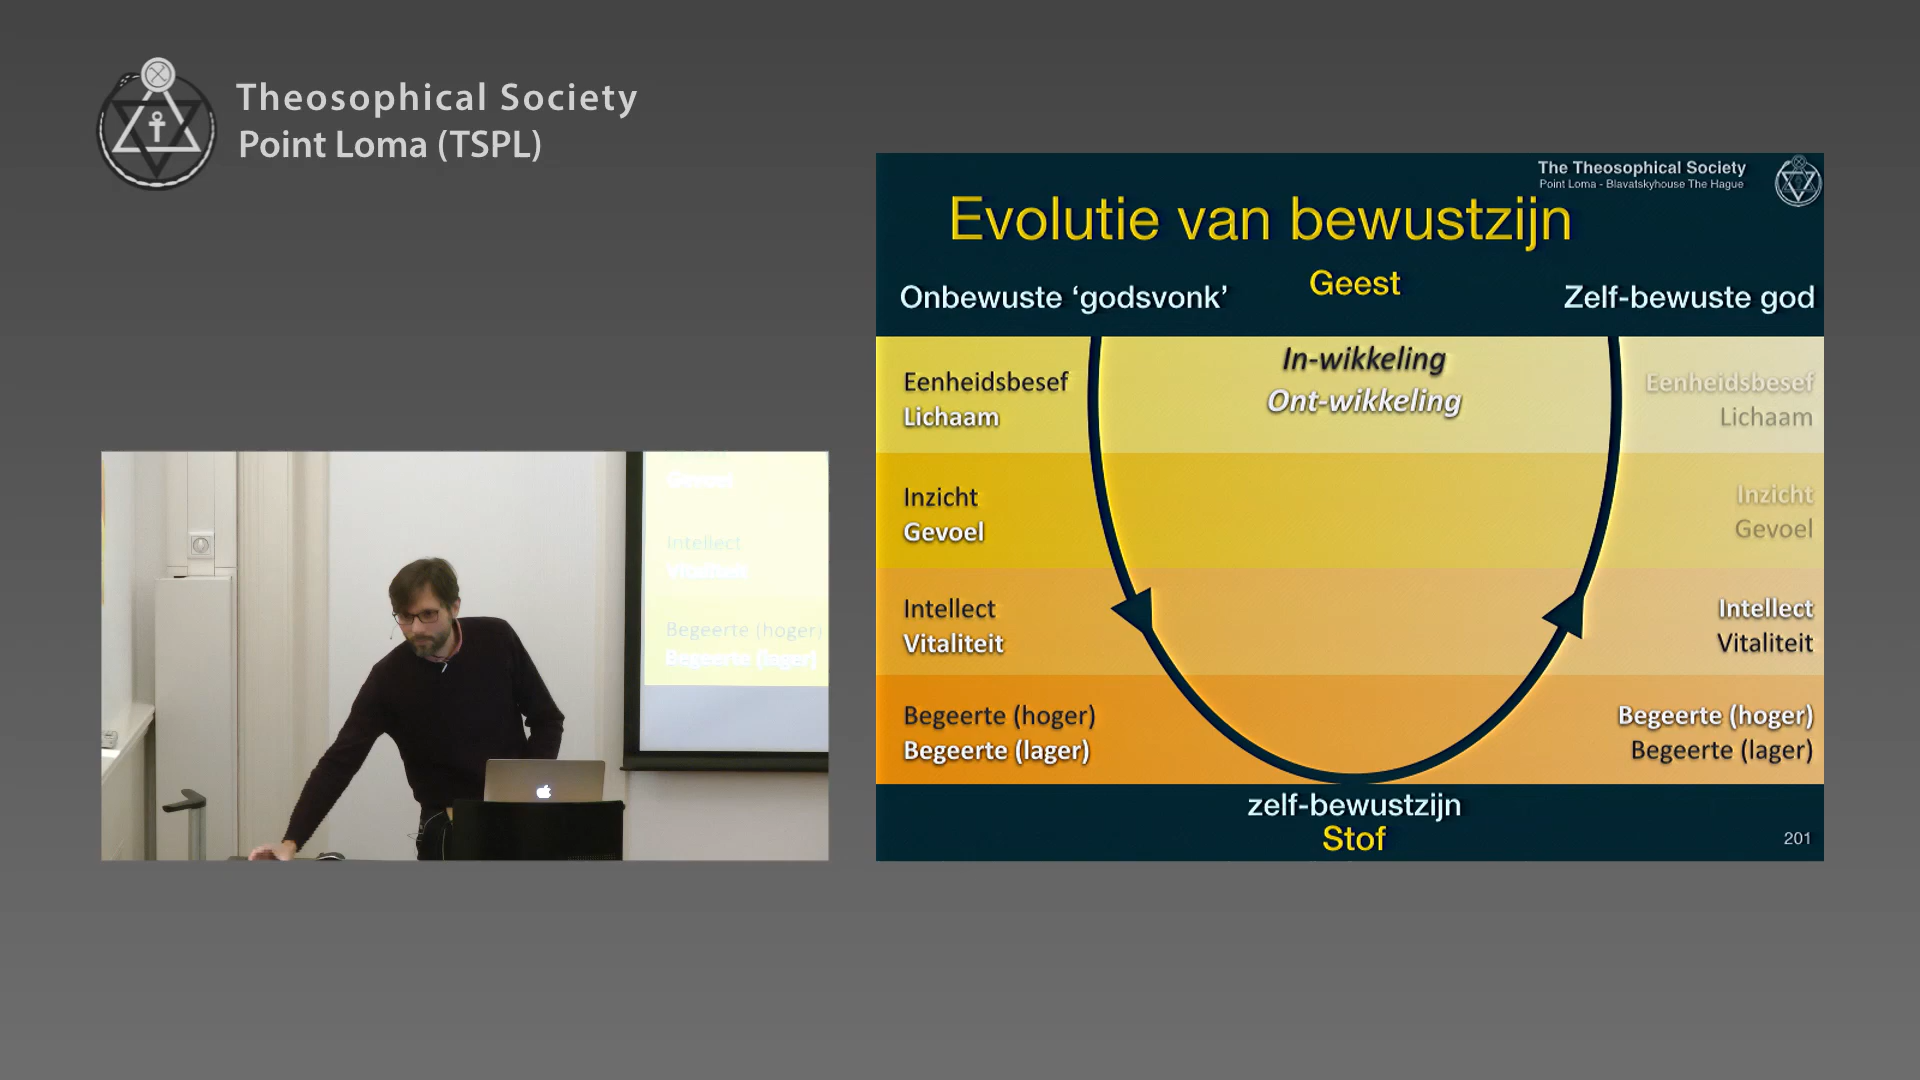 Theosophical Society
Point Loma (TSPL)
The Theosophical Society
Point Loma - Blavatskyhouse The Hague
Evolutie van bewustzijn
Onbewuste ‘godsvonk’
Geest
Zelf-bewuste god
In-wikkeling
Ont-wikkeling
Eenheidsbesef
Lichaam
Eenheidsbesef
Lichaam
Inzicht
Gevoel
Inzicht
Gevoel
Intellect
Vitaliteit
Intellect
Vitaliteit
Begeerte (hoger)
Begeerte (lager)
Begeerte (hoger)
Begeerte (lager)
zelf-bewustzijn
Stof
201
Gevoel
Intellect
Vitaliteit
Begeerte (hoger)
Begeerte (lager)